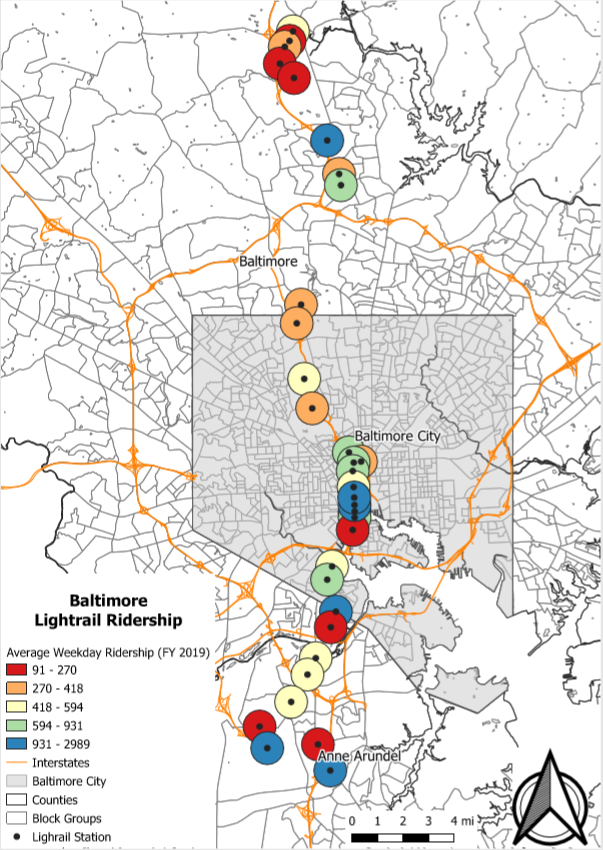 Baltimore
Baltimore City
Anne Arundel
Baltimore
Lightrail Ridership
Average Weekday Ridership (FY 2019)
91 - 270
270 - 418
418 - 594
594 - 931
931 - 2989
Interstates
Baltimore City
Counties
Block Groups
Lighrail Station
0 1 2 3 4 mi